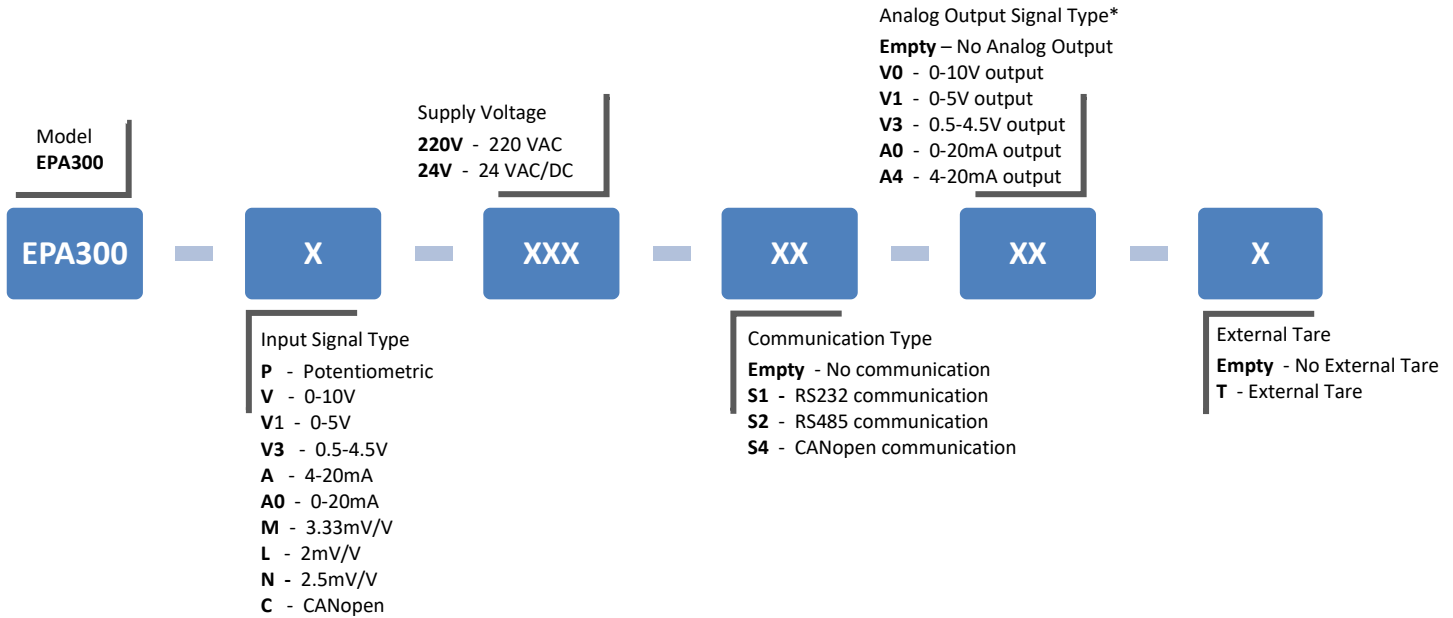 Analog Output Signal Type*
Empty – No Analog Output
V0 - 0-10V output
V1 - 0-5V output
V3 - 0.5-4.5V output
A0 - 0-20mA output
A4 - 4-20mA output
Supply Voltage
220V - 220 VAC
24V - 24 VAC/DC
Model
EPA300
EPA300
X
XXX
XX
XX
X
Input Signal Type
P - Potentiometric
V - 0-10V
V1 - 0-5V
V3 - 0.5-4.5V
A - 4-20mA
A0 - 0-20mA
M - 3.33mV/V
L - 2mV/V
N - 2.5mV/V
C - CANopen
Communication Type
Empty - No communication
S1 - RS232 communication
S2 - RS485 communication
S4 - CANopen communication
External Tare
Empty - No External Tare
T - External Tare